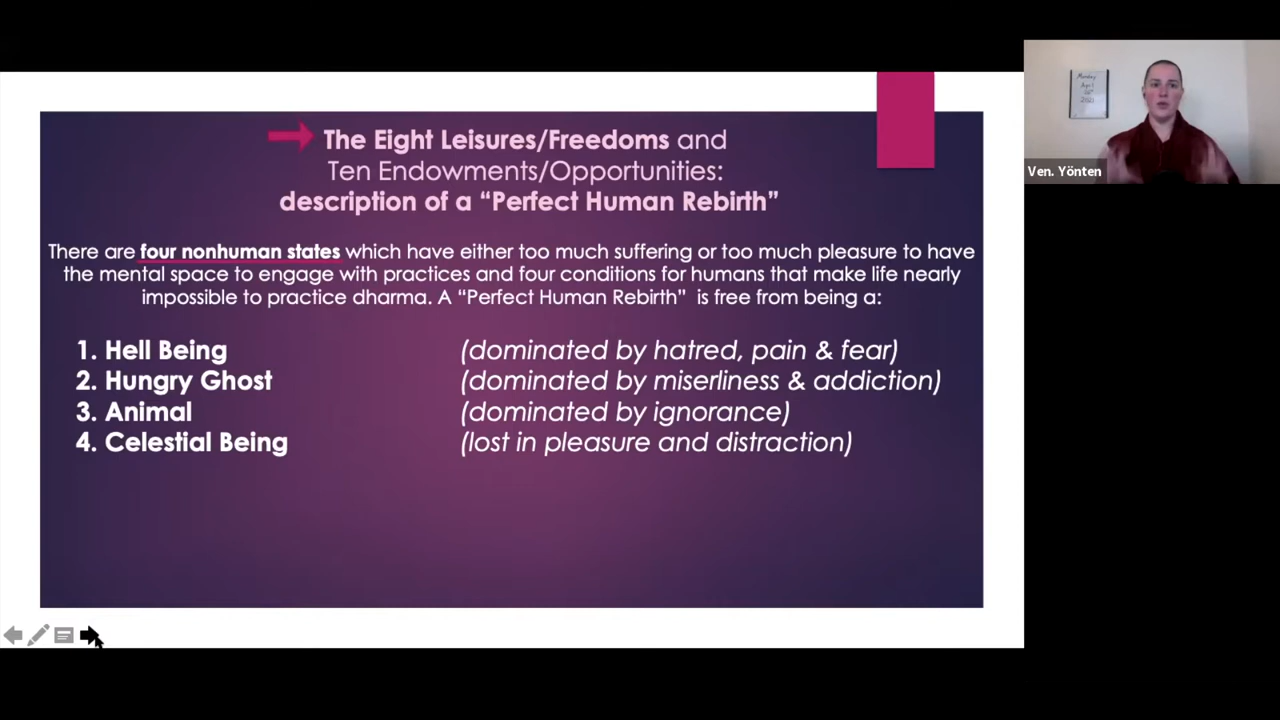 The Eight Leisures/Freedoms and
Ten Endowments/Opportunities:
description of a “Perfect Human Rebirth”
There are four nonhuman states which have either too much suffering or too much pleasure to have
the mental space to engage with practices and four conditions for humans that make life nearly
impossible to practice dharma. A “Perfect Human Rebirth” is free from being a:
1. Hell Being (dominated by hatred, pain & fear)
2. Hungry Ghost (dominated by miserliness & addiction)
3. Animal (dominated by ignorance)
4. Celestial Being (lost in pleasure and distraction)
Monday
April
Ven. Yönten